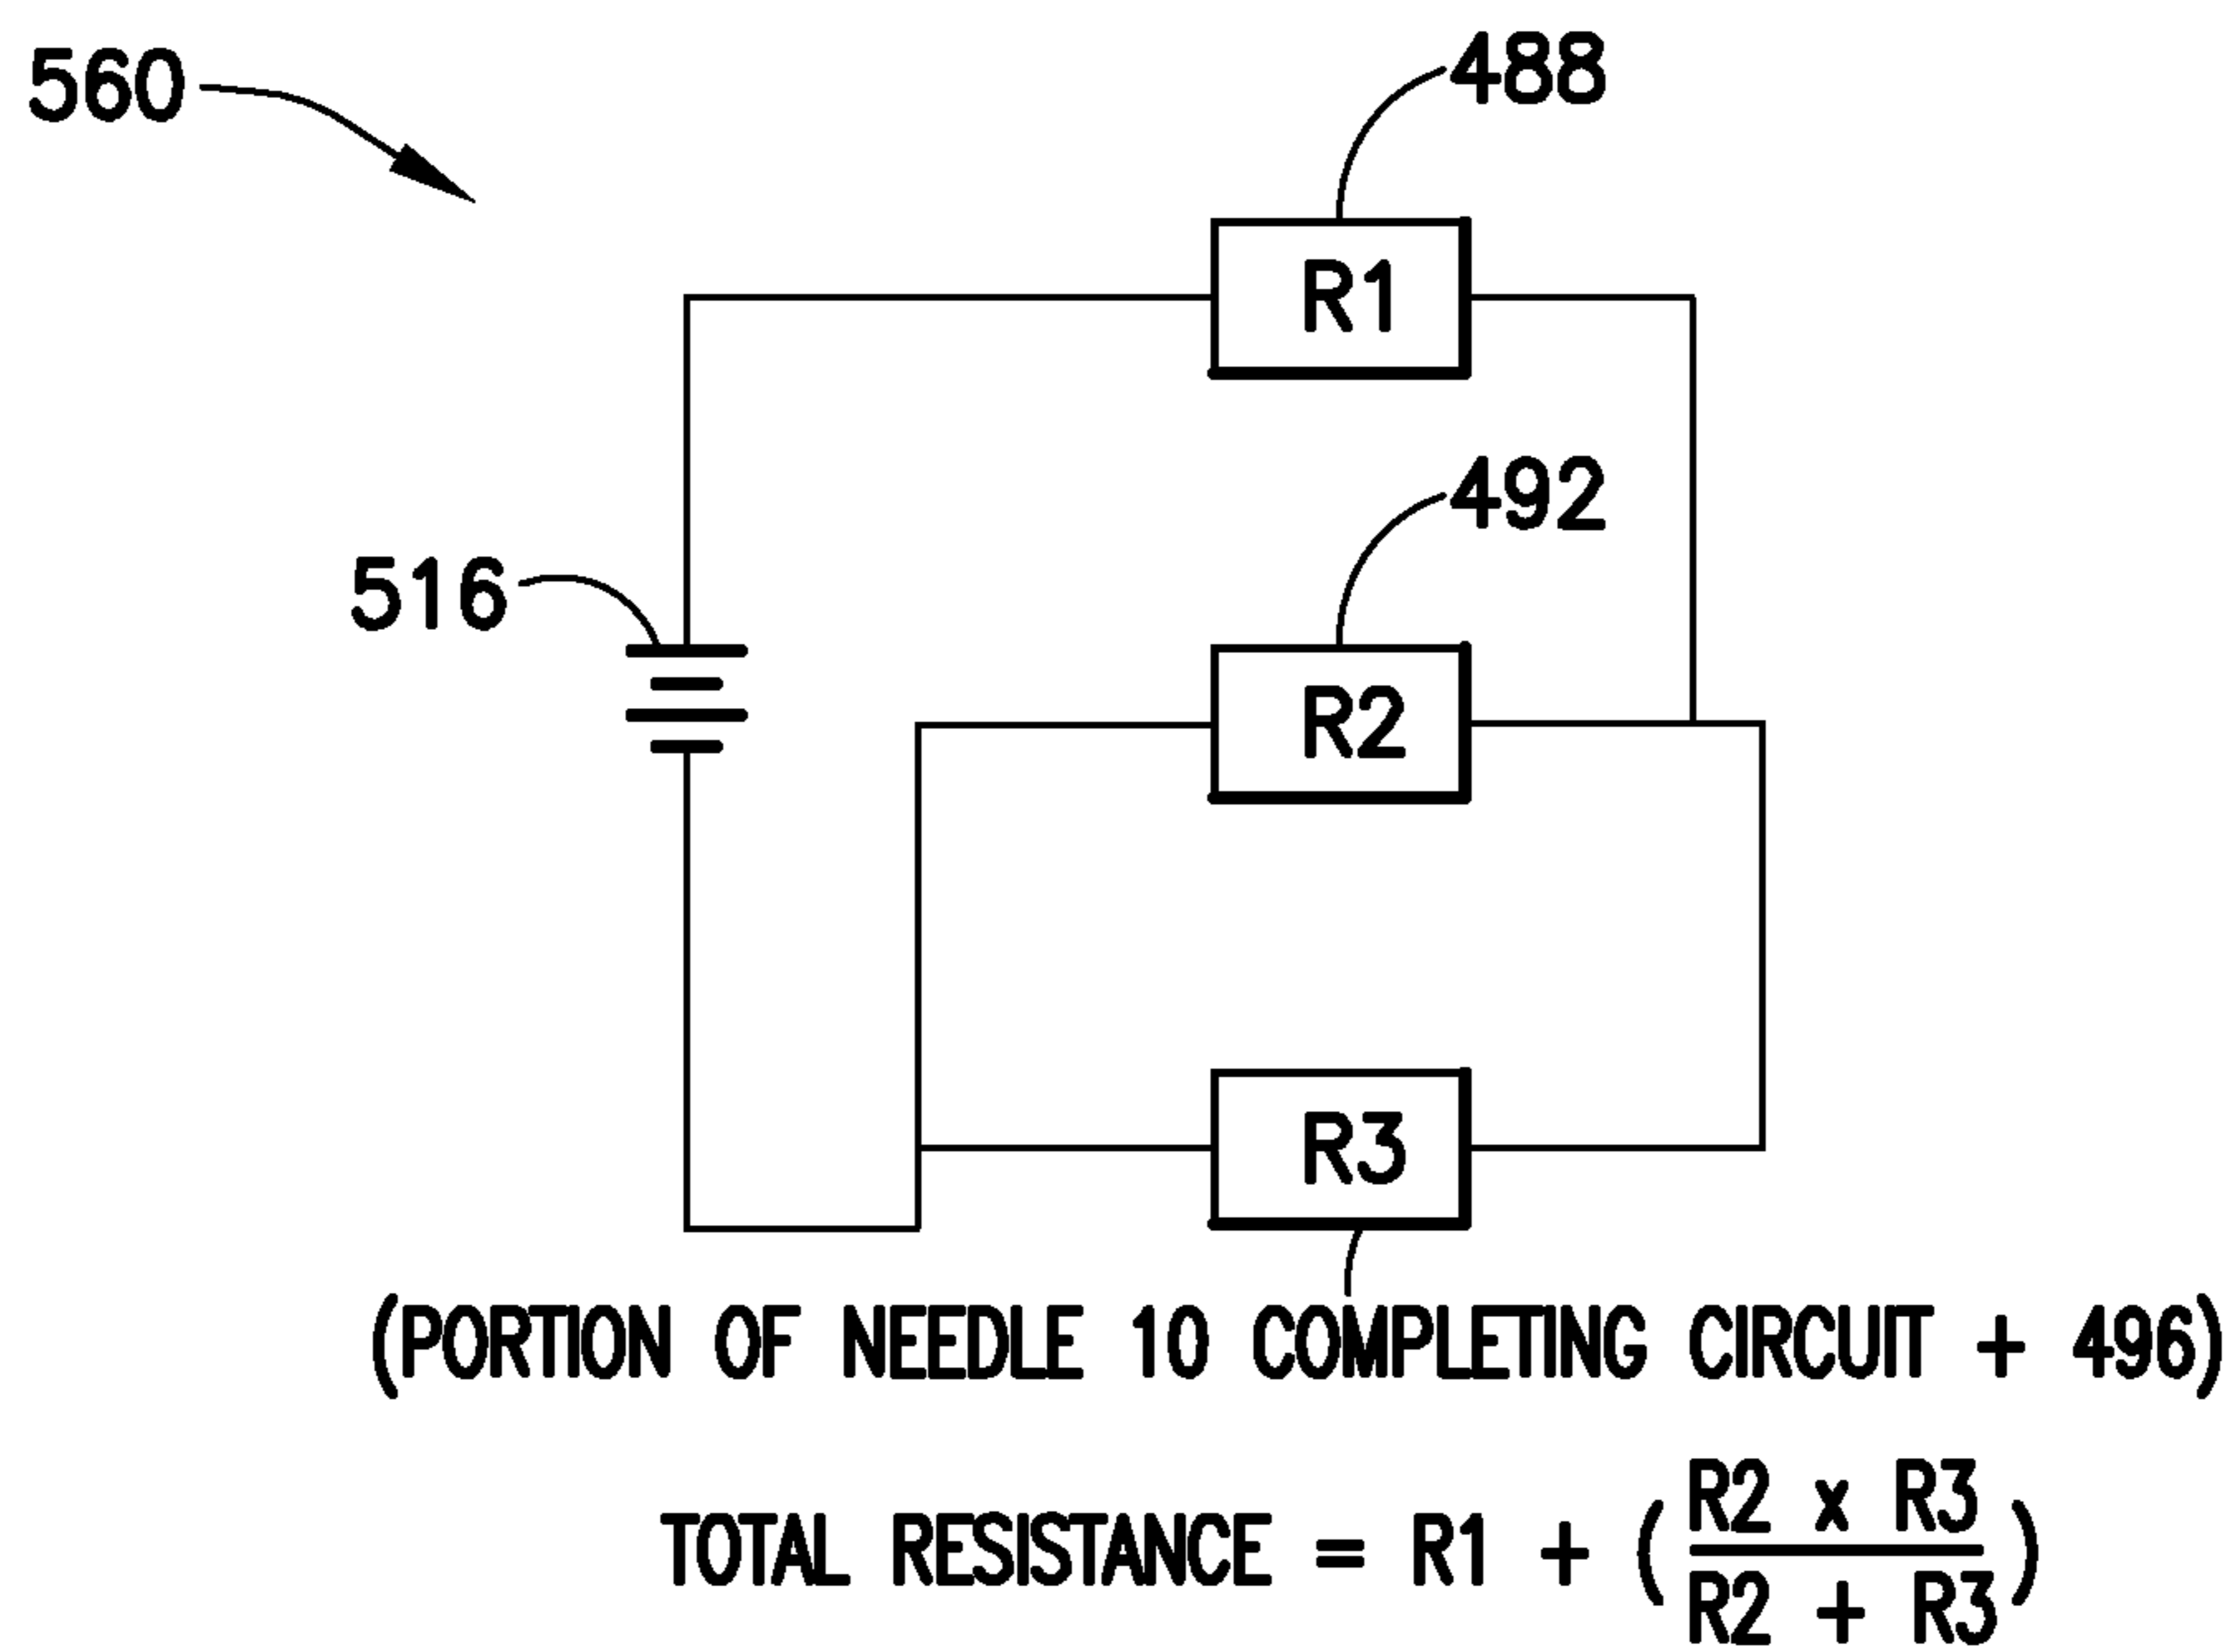 560
488
R1
492
516
R2
R3
(PORTION OF NEEDLE 10 COMPLETING CIRCUIT + 496)
TOTAL RESISTANCE = R1 + (R2 x R3 / R2 + R3)